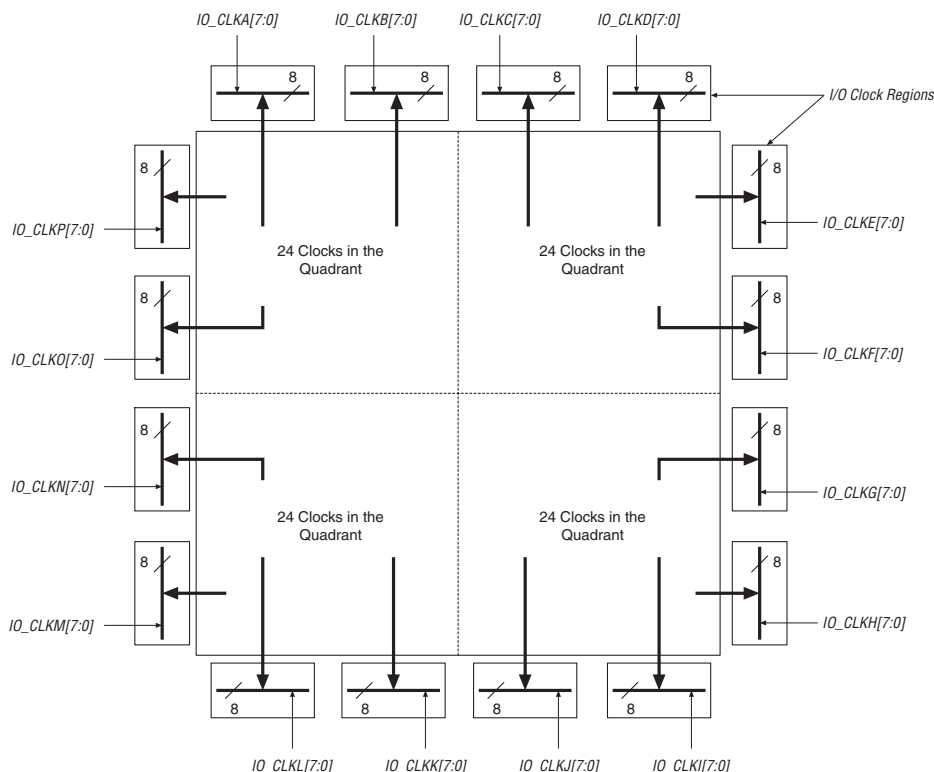 IO_CLKA[7:0]
IO_CLKB[7:0]
IO_CLKC[7:0]
IO_CLKD[7:0]
8
8
8
8
I/O Clock Regions
8
8
IO_CLKP[7:0]
IO_CLKE[7:0]
24 Clocks in the
Quadrant
24 Clocks in the
Quadrant
8
8
IO_CLKO[7:0]
IO_CLKF[7:0]
8
8
IO_CLKN[7:0]
IO_CLKG[7:0]
24 Clocks in the
Quadrant
24 Clocks in the
Quadrant
8
8
IO_CLKM[7:0]
IO_CLKH[7:0]
8
8
8
8
IO_CLKL[7:0]
IO_CLKK[7:0]
IO_CLKJ[7:0]
IO_CLKI[7:0]